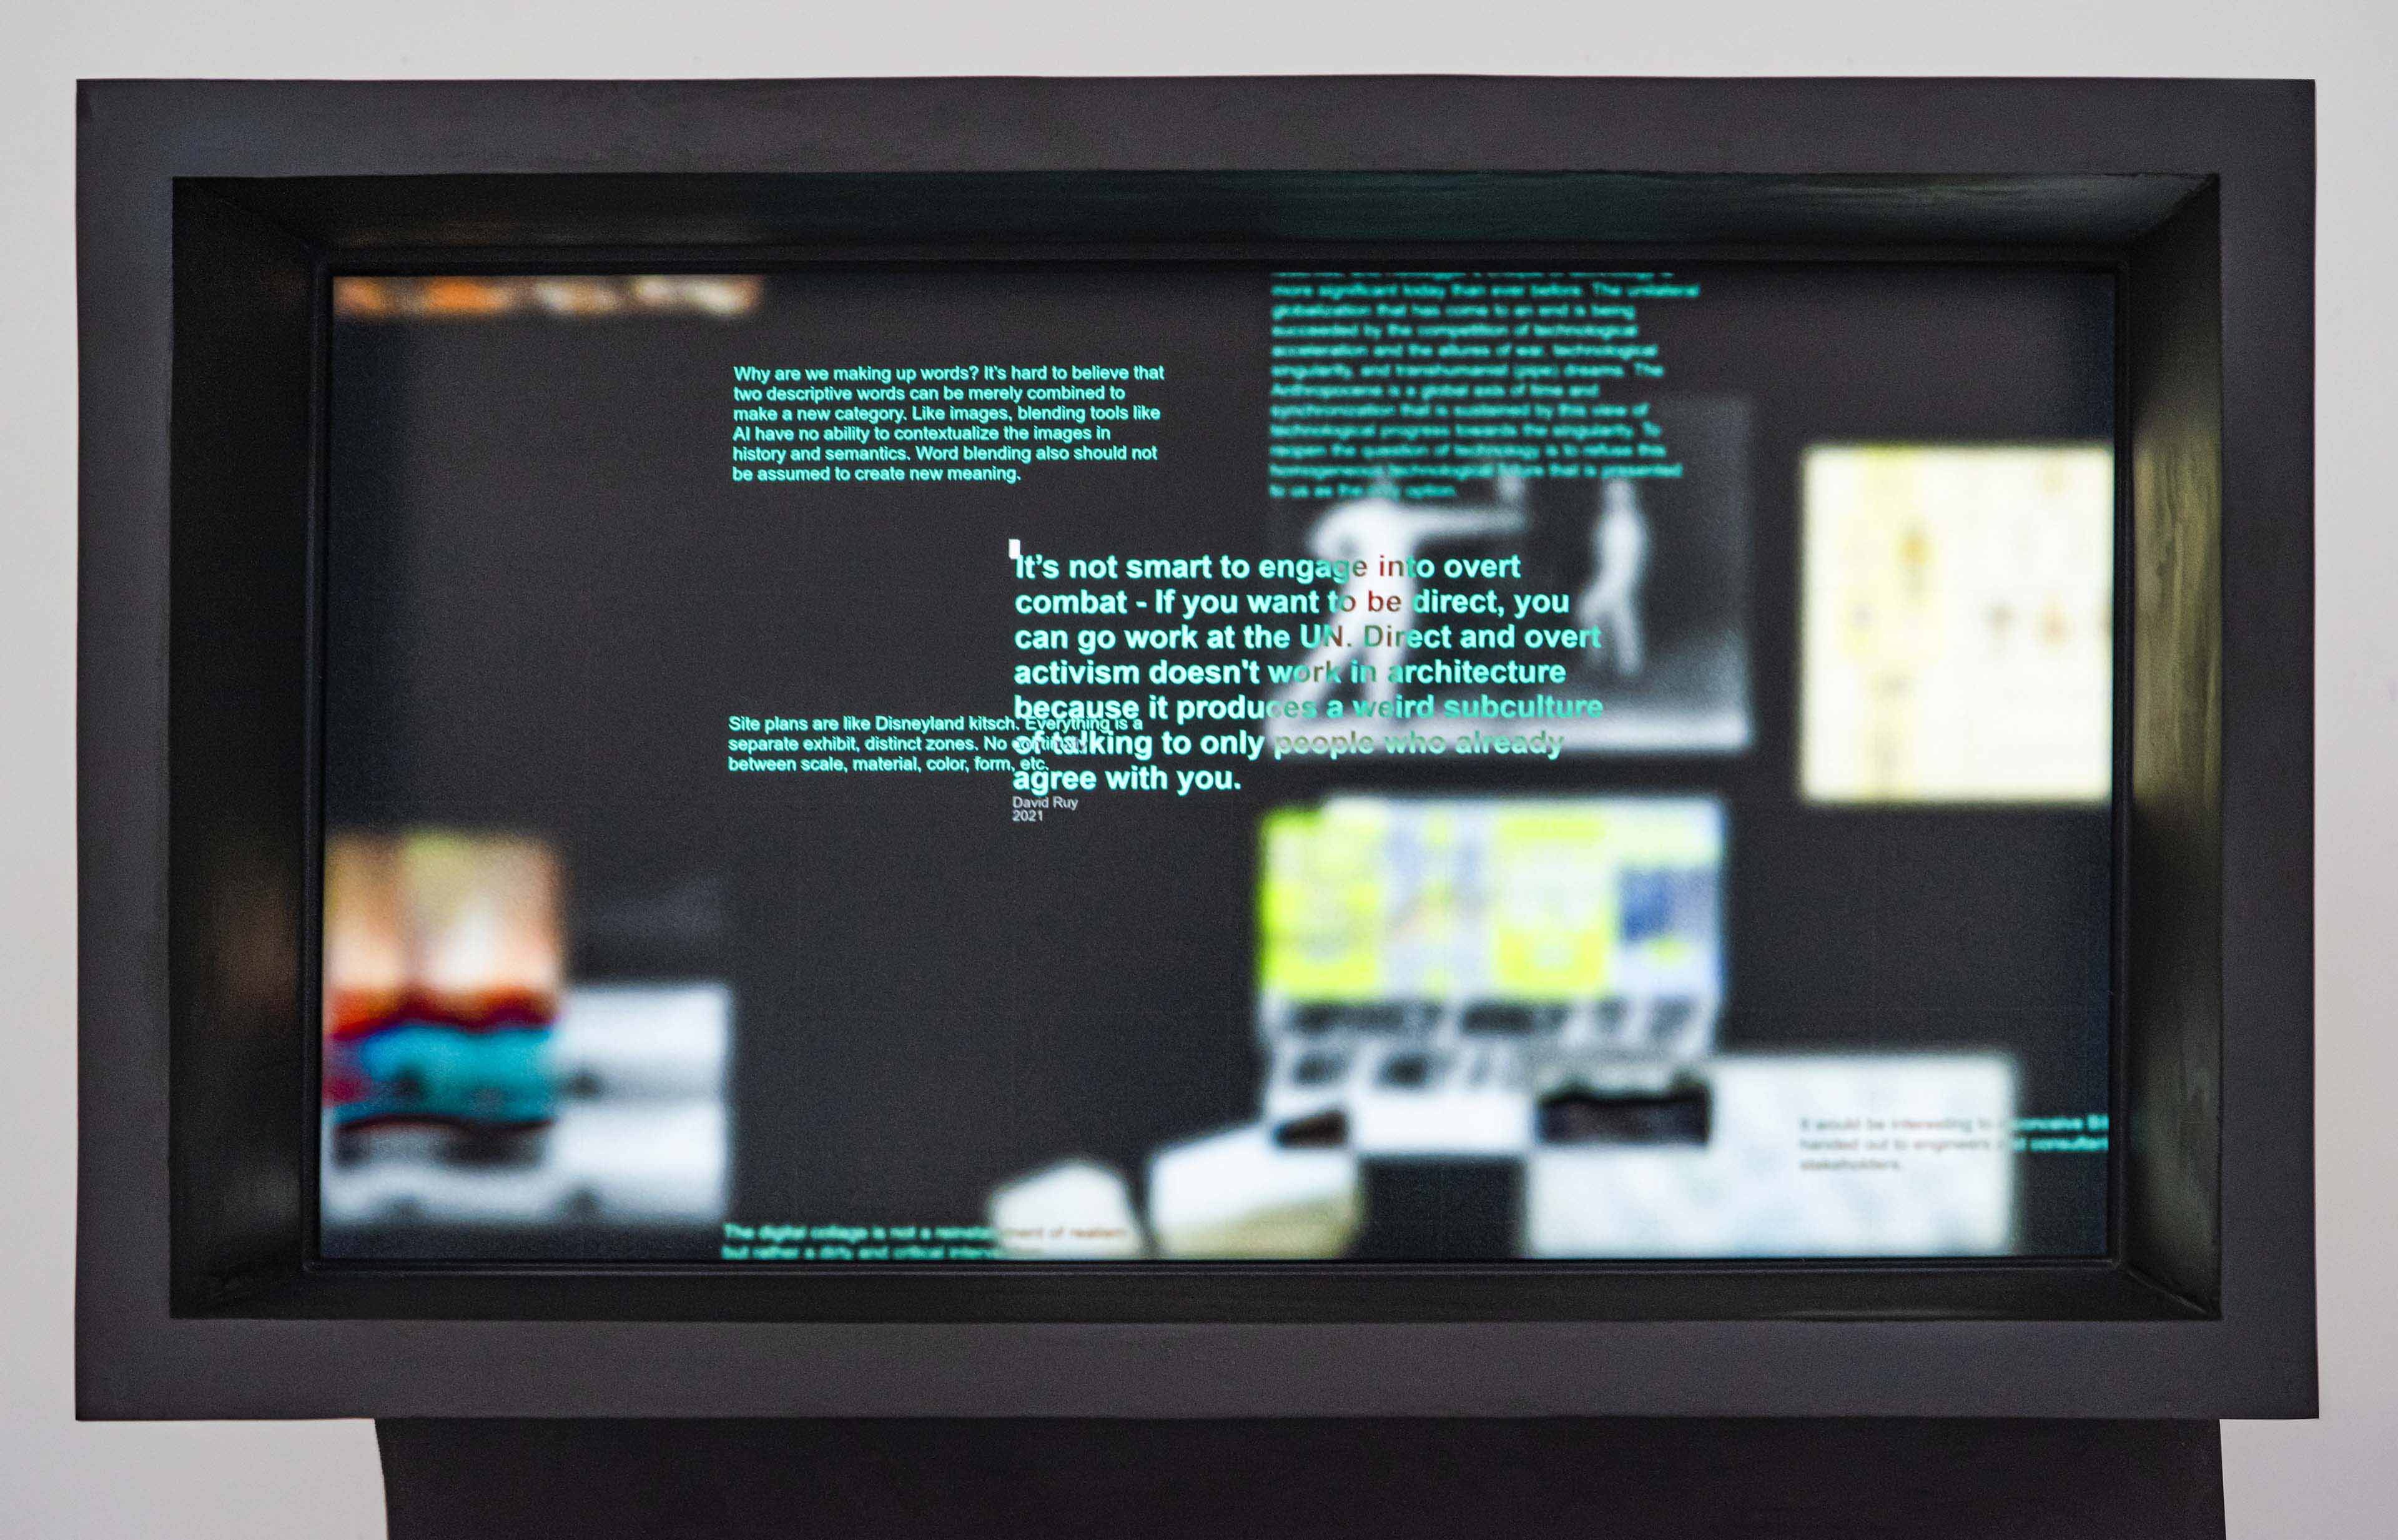 more significant today than ever before. The unilateral
globalization that has come to an end is being
succeeded by the competition of technological
acceleration and the allures of war, technological
singularity, and transhumanist (pipe) dreams. The
Anthropocene is a global axis of time and
synchronization that is sustained by this view of
technological progress towards the singularity. To
reopen the question of technology is to refuse this
homogeneous technological future that is presented
to us as the only option.
Why are we making up words? It's hard to believe that
two descriptive words can be merely combined to
make a new category. Like images, blending tools like
AI have no ability to contextualize the images in
history and semantics. Word blending also should not
be assumed to create new meaning.
It's not smart to engage into overt
combat - If you want to be direct, you
can go work at the UN. Direct and overt
activism doesn't work in architecture
because it produces a weird subculture
of talking to only people who already
agree with you.
David Ruy
2021
Site plans are like Disneyland kitsch. Everything is a
separate exhibit, distinct zones. No
between scale, material, color, form, etc.
It would be interesting to conceive
handed out to engineers and
stakeholders.
The digital collage is not a of realism
but rather a dirty and critical